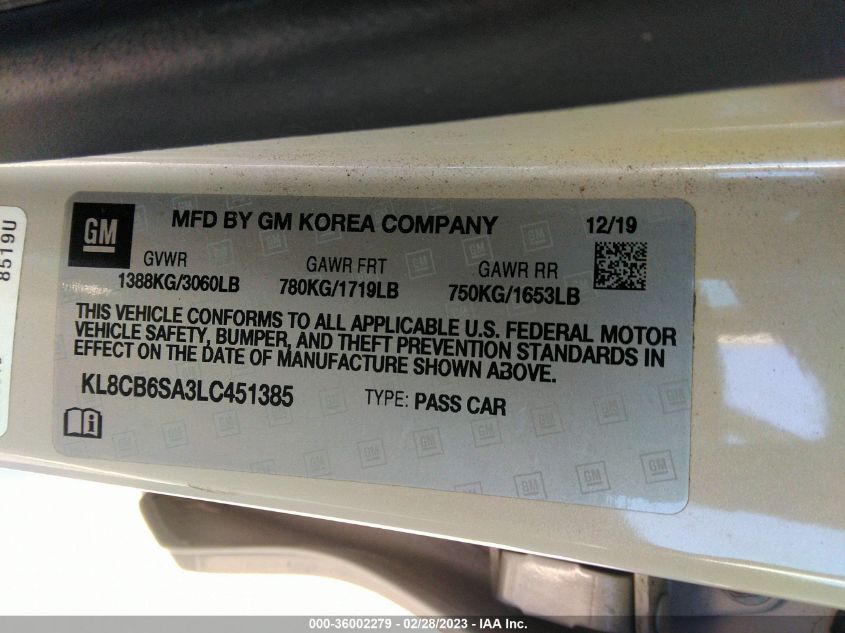 GM
MFD BY GM KOREA COMPANY
12/19
GVWR
GAWR FRT
GAWR RR
1388KG/3060LB
780KG/1719LB
750KG/1653LB
THIS VEHICLE CONFORMS TO ALL APPLICABLE U.S. FEDERAL MOTOR
VEHICLE SAFETY, BUMPER, AND THEFT PREVENTION STANDARDS IN
EFFECT ON THE DATE OF MANUFACTURE SHOWN ABOVE.
KL8CB6SA3LC451385
TYPE: PASS CAR
8519U
000-36002279 - 02/28/2023 - IAA Inc.